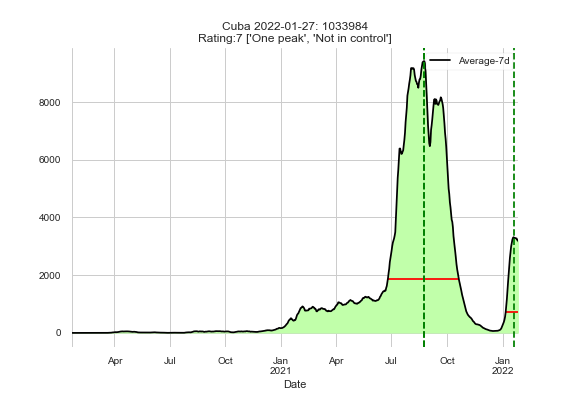 Cuba 2022-01-27: 1033984
Rating:7 ['One peak', 'Not in control']
Average-7d
8000
6000
4000
2000
0
Apr
Jul
Oct
Jan
2021
Apr
Jul
Oct
Jan
2022
Date